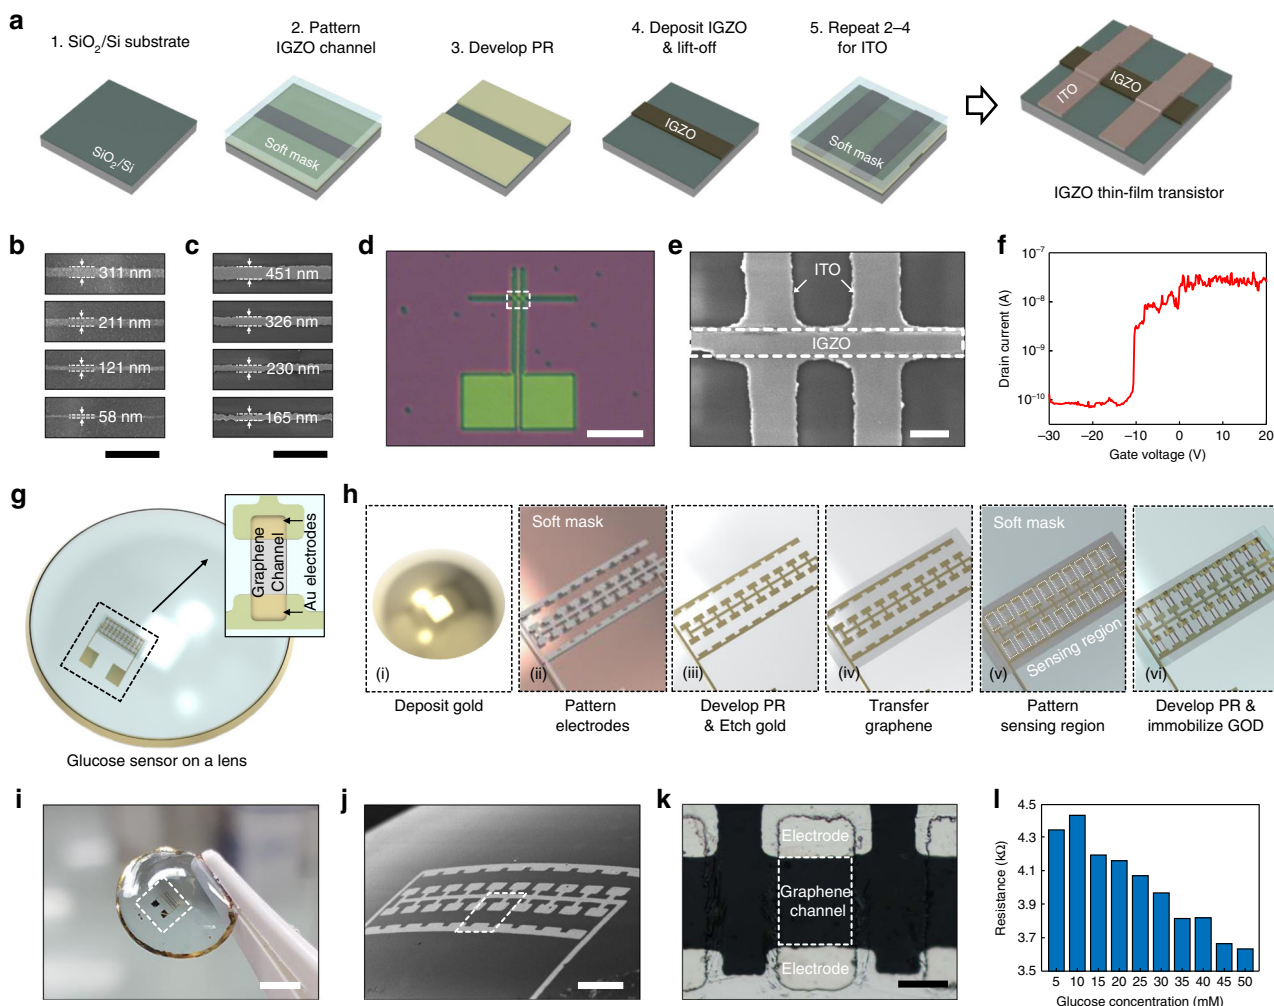 a
1. SiO₂/Si substrate
2. Pattern
IGZO channel
3. Develop PR
4. Deposit IGZO
& lift-off
5. Repeat 2–4
for ITO
SiO₂/Si
Soft mask
IGZO
Soft mask
ITO
IGZO
IGZO thin-film transistor
b
311 nm
211 nm
121 nm
58 nm
c
451 nm
326 nm
230 nm
165 nm
d
e
ITO
IGZO
f
Drain current (A)
10⁻⁷
10⁻⁸
10⁻⁹
10⁻¹⁰
–30
–20
–10
0
10
20
Gate voltage (V)
g
Graphene
Channel
Au electrodes
Glucose sensor on a lens
h
(i)
Deposit gold
Soft mask
(ii)
Pattern
electrodes
(iii)
Develop PR
& Etch gold
(iv)
Transfer
graphene
Soft mask
Sensing region
(v)
Pattern
sensing region
(vi)
Develop PR &
immobilize GOD
i
j
k
Electrode
Graphene
channel
Electrode
l
Resistance (kΩ)
4.5
4.3
4.1
3.9
3.7
3.5
5 10 15 20 25 30 35 40 45 50
Glucose concentration (mM)